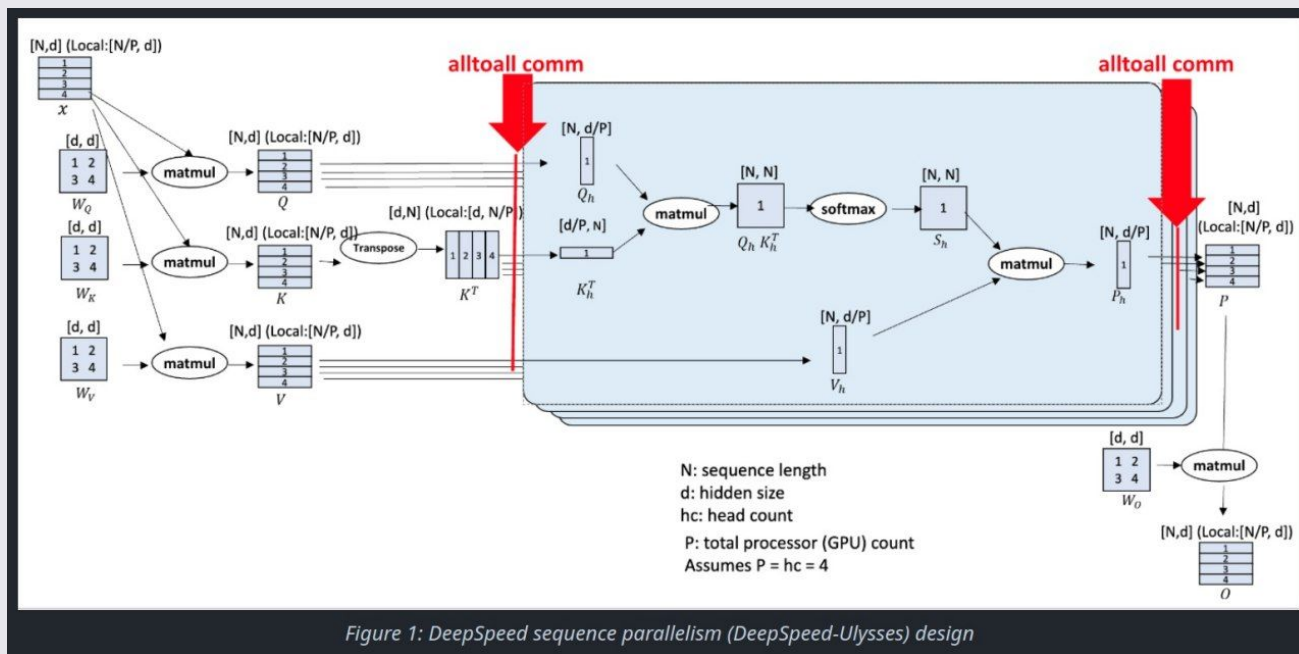 [N,d] (Local:[N/P, d])
1
2
3
4
x
alltoall comm
alltoall comm
[d, d]
1 2
3 4
W_Q
matmul
[N,d] (Local:[N/P, d])
1
2
3
4
Q
[d, d]
1 2
3 4
W_K
matmul
[N,d] (Local:[N/P, d])
1
2
3
4
K
Transpose
[d,N] (Local:[d, N/P])
1 2 3 4
K^T
[d, d]
1 2
3 4
W_V
matmul
[N,d] (Local:[N/P, d])
1
2
3
4
V
[N, d/P]
1
Q_h
[d/P, N]
1
K_h^T
matmul
[N, N]
1
Q_h K_h^T
softmax
[N, N]
1
S_h
[N, d/P]
1
V_h
matmul
[N, d/P]
1
P_h
[N,d]
(Local:[N/P, d])
1
2
3
4
P
[d, d]
1 2
3 4
W_O
matmul
[N,d] (Local:[N/P, d])
1
2
3
4
O
N: sequence length
d: hidden size
hc: head count
P: total processor (GPU) count
Assumes P = hc = 4
Figure 1: DeepSpeed sequence parallelism (DeepSpeed-Ulysses) design